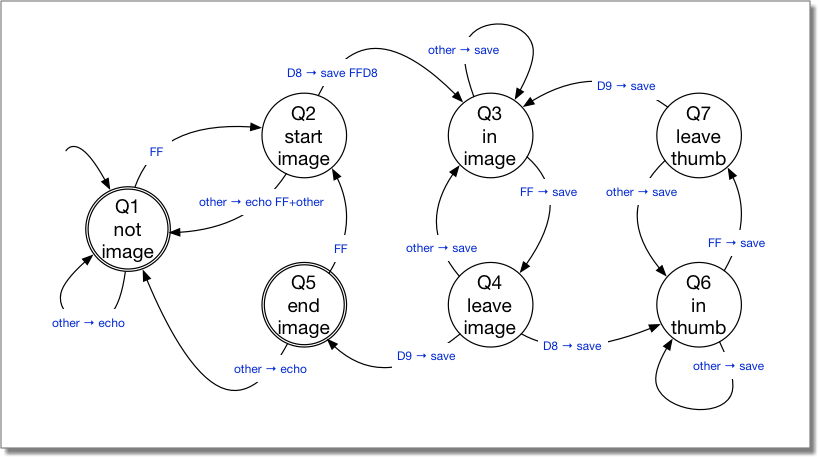 other → save
D8 → save FFD8
D9 → save
Q2
start
image
Q3
in
image
Q7
leave
thumb
FF
other → echo FF+other
FF → save
other → save
Q1
not
image
FF
other → save
FF → save
Q5
end
image
Q4
leave
image
Q6
in
thumb
other → echo
D9 → save
D8 → save
other → echo
other → save